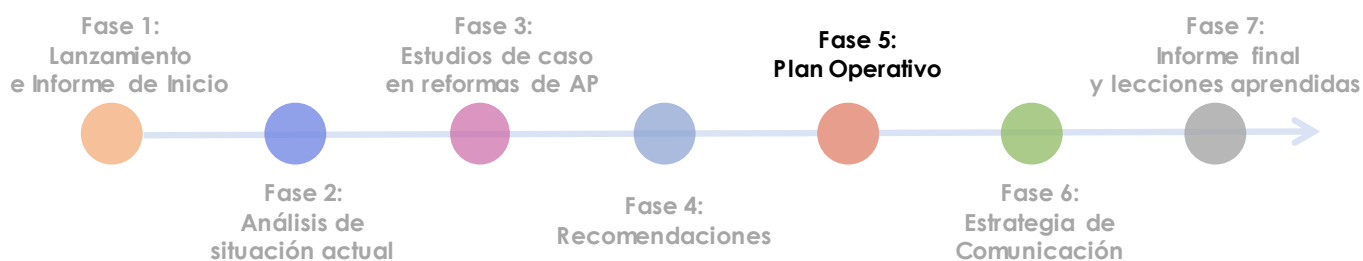 Fase 1:
Lanzamiento
e Informe de Inicio
Fase 2:
Análisis de
situación actual
Fase 3:
Estudios de caso
en reformas de AP
Fase 4:
Recomendaciones
Fase 5:
Plan Operativo
Fase 6:
Estrategia de
Comunicación
Fase 7:
Informe final
y lecciones aprendidas